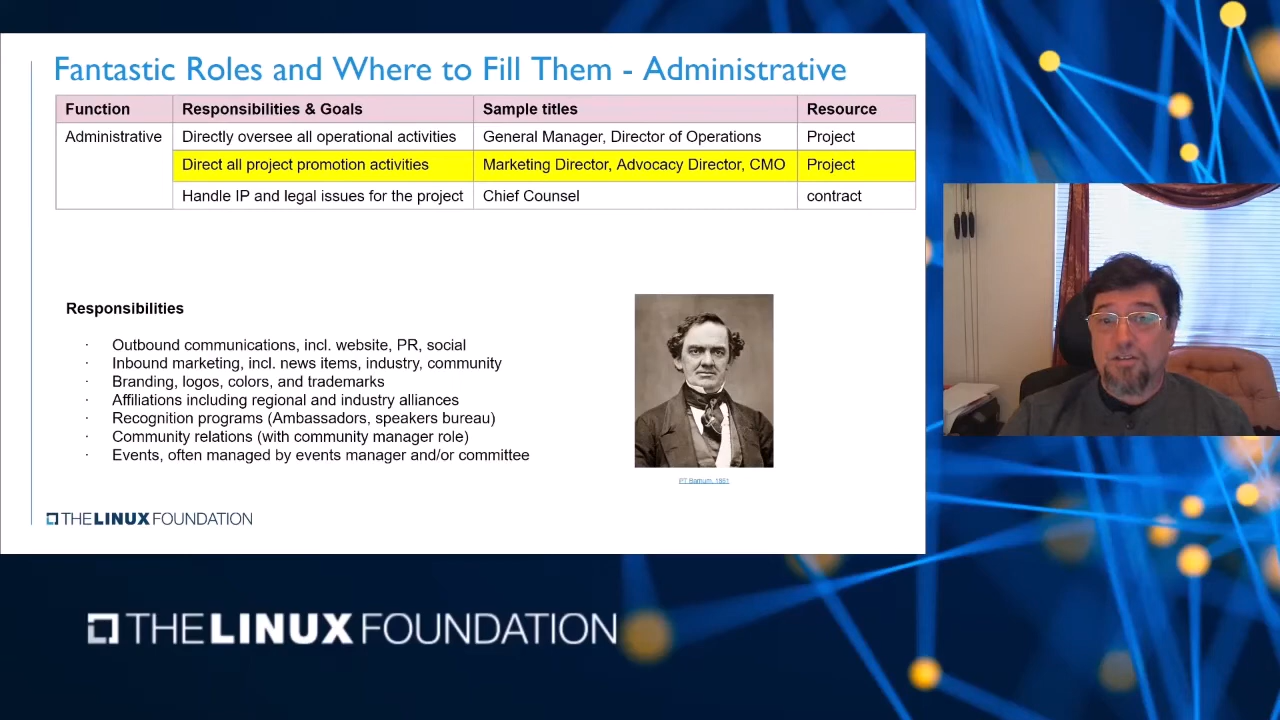 Fantastic Roles and Where to Fill Them - Administrative
Function Responsibilities & Goals Sample titles Resource
Administrative Directly oversee all operational activities General Manager, Director of Operations Project
Direct all project promotion activities Marketing Director, Advocacy Director, CMO Project
Handle IP and legal issues for the project Chief Counsel contract
Responsibilities
· Outbound communications, incl. website, PR, social
· Inbound marketing, incl. news items, industry, community
· Branding, logos, colors, and trademarks
· Affiliations including regional and industry alliances
· Recognition programs (Ambassadors, speakers bureau)
· Community relations (with community manager role)
· Events, often managed by events manager and/or committee
PT Barnum, 1851
THE LINUX FOUNDATION
THE LINUX FOUNDATION